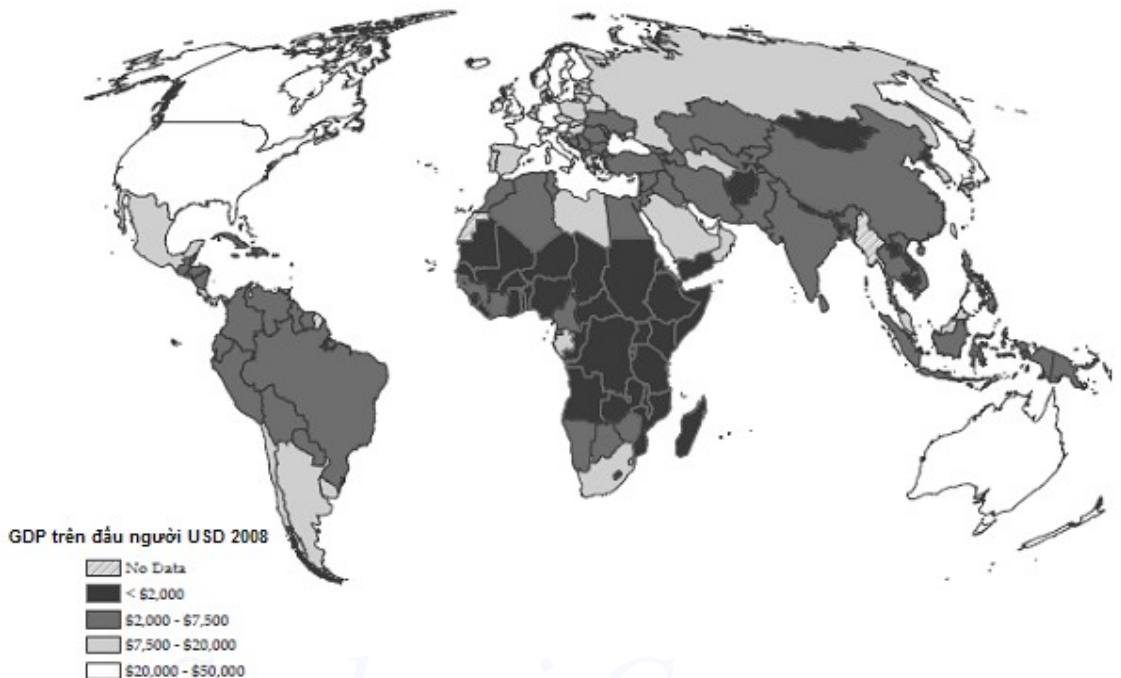 GDP trên đầu người USD 2008
No Data
< $2,000
$2,000 - $7,500
$7,500 - $20,000
$20,000 - $50,000